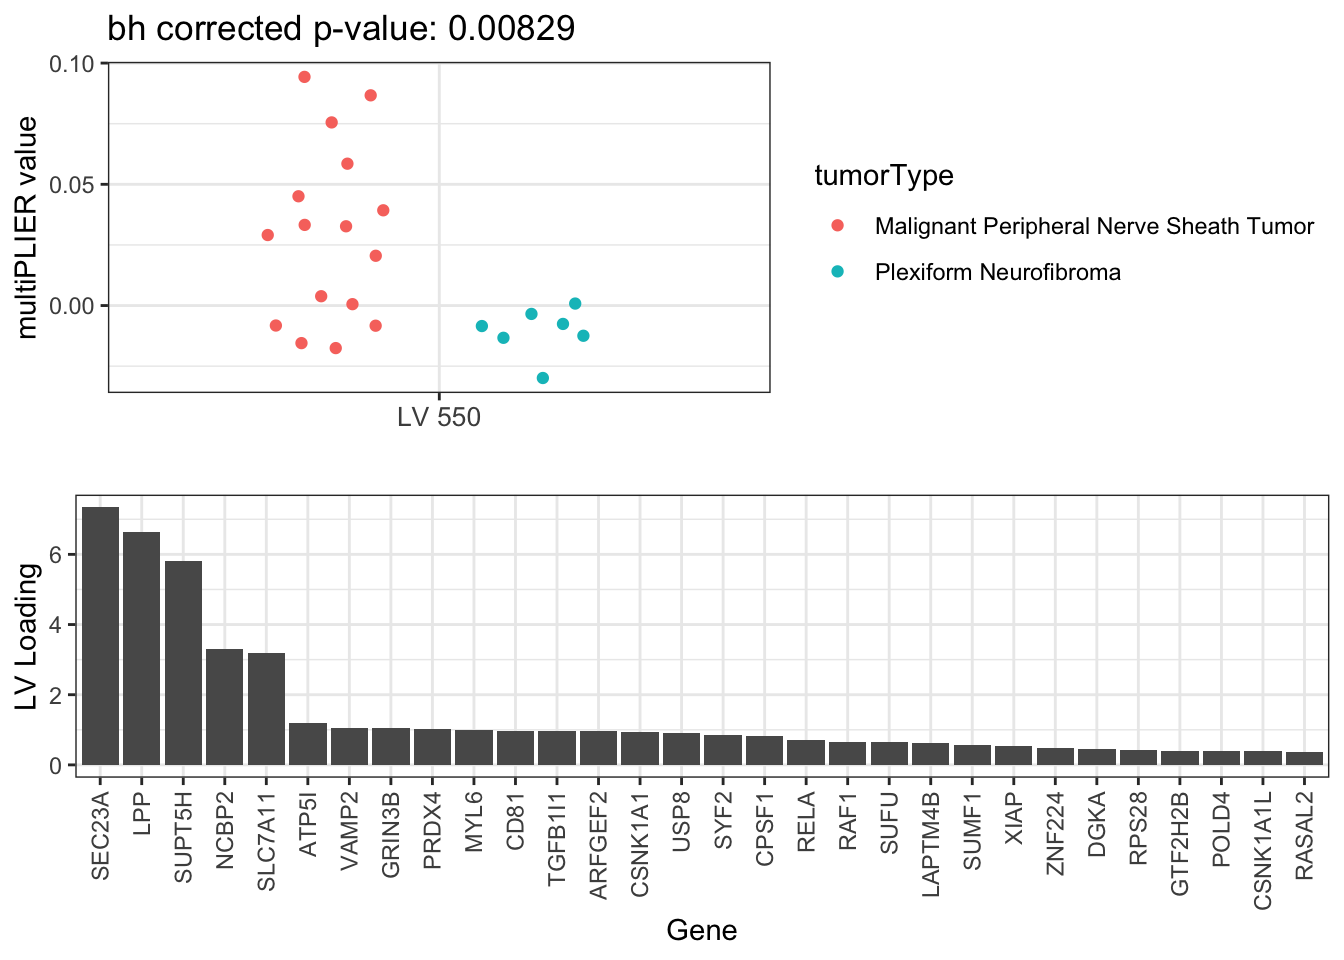 bh corrected p-value: 0.00829
multiPLIER value
0.10
0.05
0.00
LV 550
tumorType
Malignant Peripheral Nerve Sheath Tumor
Plexiform Neurofibroma
LV Loading
6
4
2
0
SEC23A
LPP
SUPT5H
NCBP2
SLC7A11
ATP5I
VAMP2
GRIN3B
PRDX4
MYL6
CD81
TGFB1I1
ARFGEF2
CSNK1A1
USP8
SYF2
CPSF1
RELA
RAF1
SUFU
LAPTM4B
SUMF1
XIAP
ZNF224
DGKA
RPS28
GTF2H2B
POLD4
CSNK1A1L
RASAL2
Gene